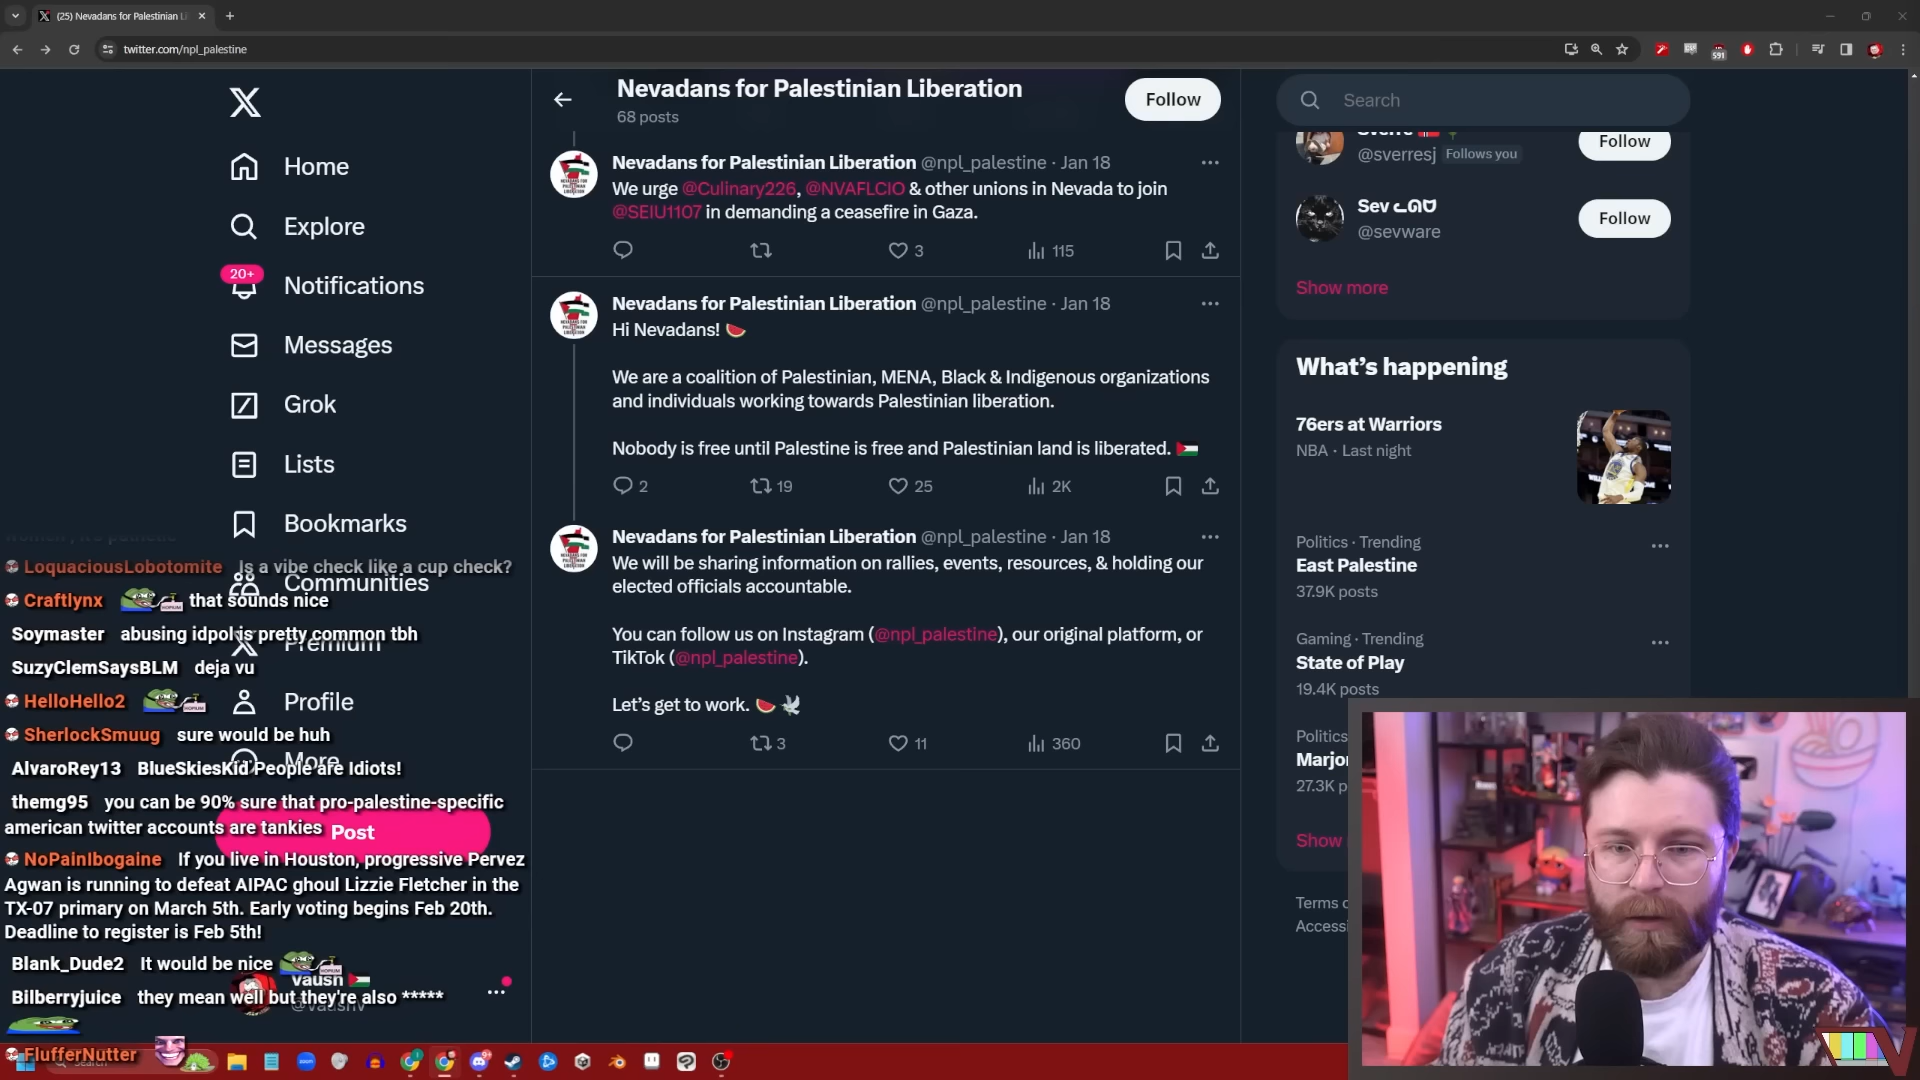 (25) Nevadans for Palestinian Li
twitter.com/npl_palestine
591
Nevadans for Palestinian Liberation
68 posts
Follow
Search
Home
Explore
20+
Notifications
Messages
Grok
Lists
Bookmarks
Communities
Premium
Profile
More
Post
Vaush 🇵🇸
@VaushV
Nevadans for Palestinian Liberation @npl_palestine · Jan 18
We urge @Culinary226, @NVAFLCIO & other unions in Nevada to join
@SEIU1107 in demanding a ceasefire in Gaza.
3
115
Nevadans for Palestinian Liberation @npl_palestine · Jan 18
Hi Nevadans! 🍉
We are a coalition of Palestinian, MENA, Black & Indigenous organizations
and individuals working towards Palestinian liberation.
Nobody is free until Palestine is free and Palestinian land is liberated. 🇵🇸
2
19
25
2K
Nevadans for Palestinian Liberation @npl_palestine · Jan 18
We will be sharing information on rallies, events, resources, & holding our
elected officials accountable.
You can follow us on Instagram (@npl_palestine), our original platform, or
TikTok (@npl_palestine).
Let's get to work. 🍉 🕊️
3
11
360
@sverresj Follows you
Follow
Sev
@sevware
Follow
Show more
What's happening
76ers at Warriors
NBA · Last night
Politics · Trending
East Palestine
37.9K posts
Gaming · Trending
State of Play
19.4K posts
Politics
Marjor
27.3K p
Show
Terms
Accessi
LoquaciousLobotomite Is a vibe check like a cup check?
Craftlynx that sounds nice
Soymaster abusing idpol is pretty common tbh
SuzyClemSaysBLM deja vu
HelloHello2
SherlockSmuug sure would be huh
AlvaroRey13 BlueSkiesKid People are Idiots!
themg95 you can be 90% sure that pro-palestine-specific
american twitter accounts are tankies
NoPainIbogaine If you live in Houston, progressive Pervez
Agwan is running to defeat AIPAC ghoul Lizzie Fletcher in the
TX-07 primary on March 5th. Early voting begins Feb 20th.
Deadline to register is Feb 5th!
Blank_Dude2 It would be nice
Bilberryjuice they mean well but they're also *****
FlufferNutter
Search